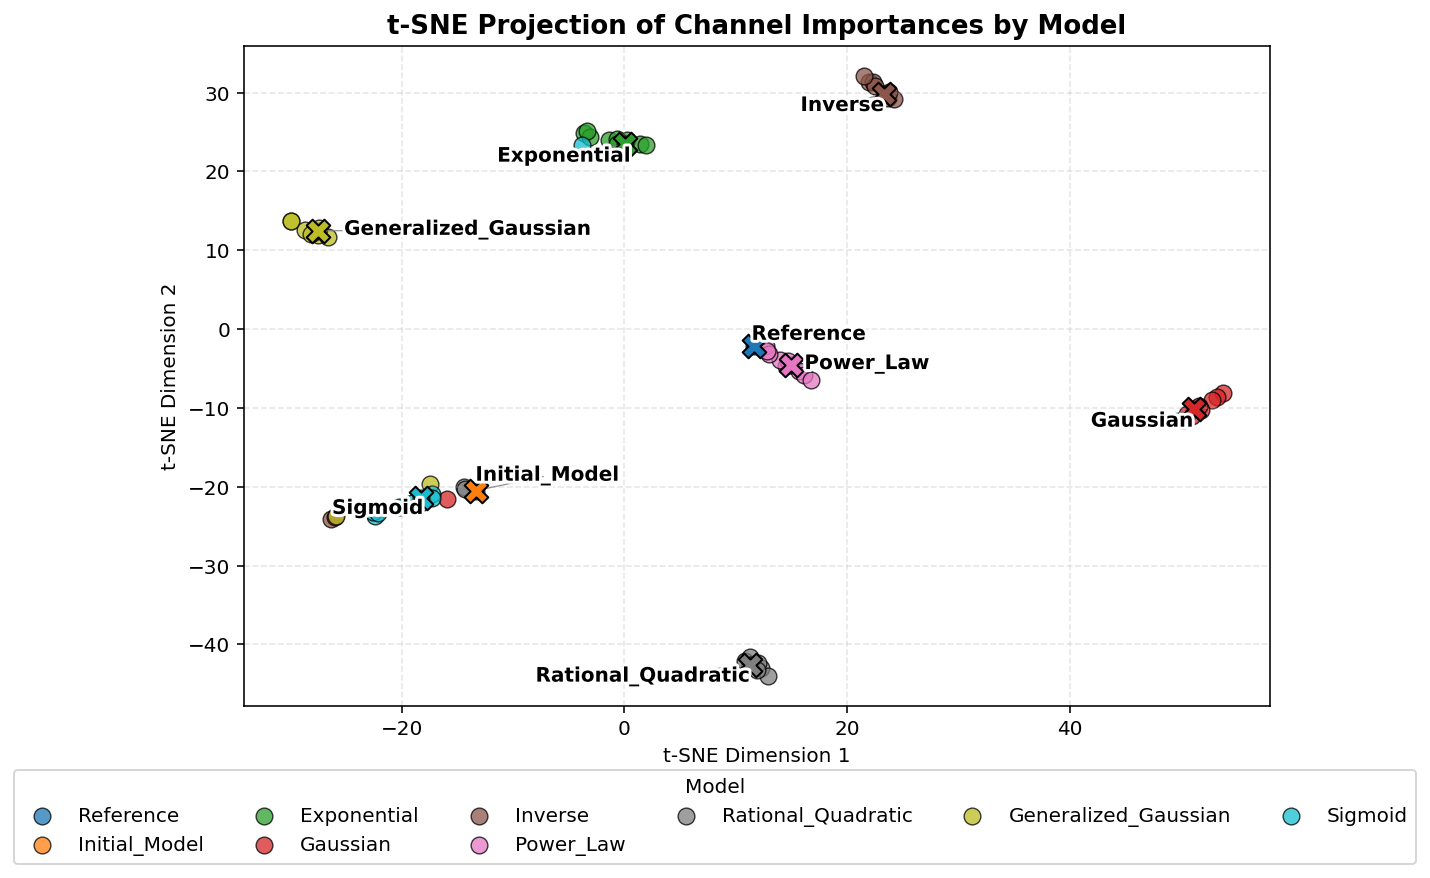 t-SNE Projection of Channel Importances by Model
t-SNE Dimension 2
30
20
10
0
−10
−20
−30
−40
Inverse
Exponential
Generalized_Gaussian
Reference
Power_Law
Gaussian
Initial_Model
Sigmoid
Rational_Quadratic
−20 0 20 40
t-SNE Dimension 1
Model
Reference Exponential Inverse Rational_Quadratic Generalized_Gaussian Sigmoid
Initial_Model Gaussian Power_Law